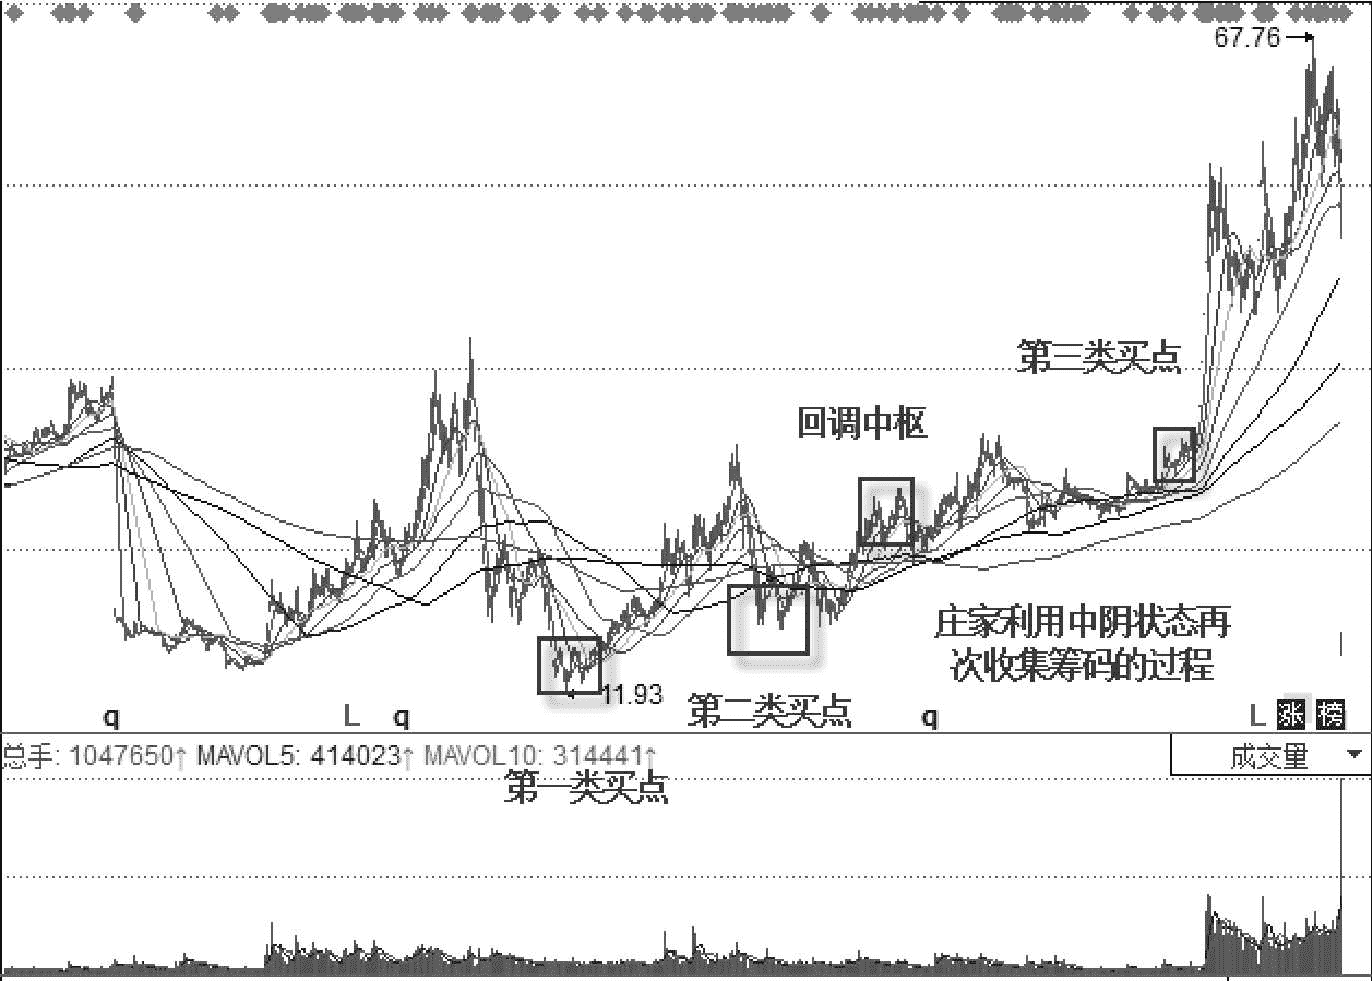 67.76
第三类买点
回调中枢
庄家利用中阴状态再
次收集筹码的过程
11.93
第二类买点
q L q q L 涨 榜
总手: 1047650↑ MAVOL5: 414023↑ MAVOL10: 314441↑
成交量
第一类买点